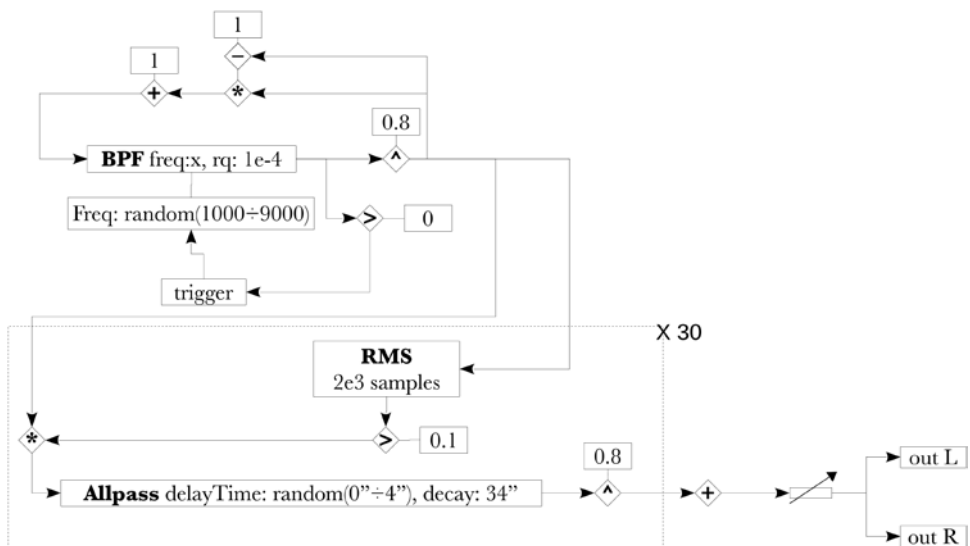 1
−
1
+
*
0.8
BPF freq:x, rq: 1e-4
^
Freq: random(1000÷9000)
>
0
trigger
X 30
RMS
2e3 samples
*
>
0.1
0.8
out L
Allpass delayTime: random(0”÷4”), decay: 34”
^
+
out R